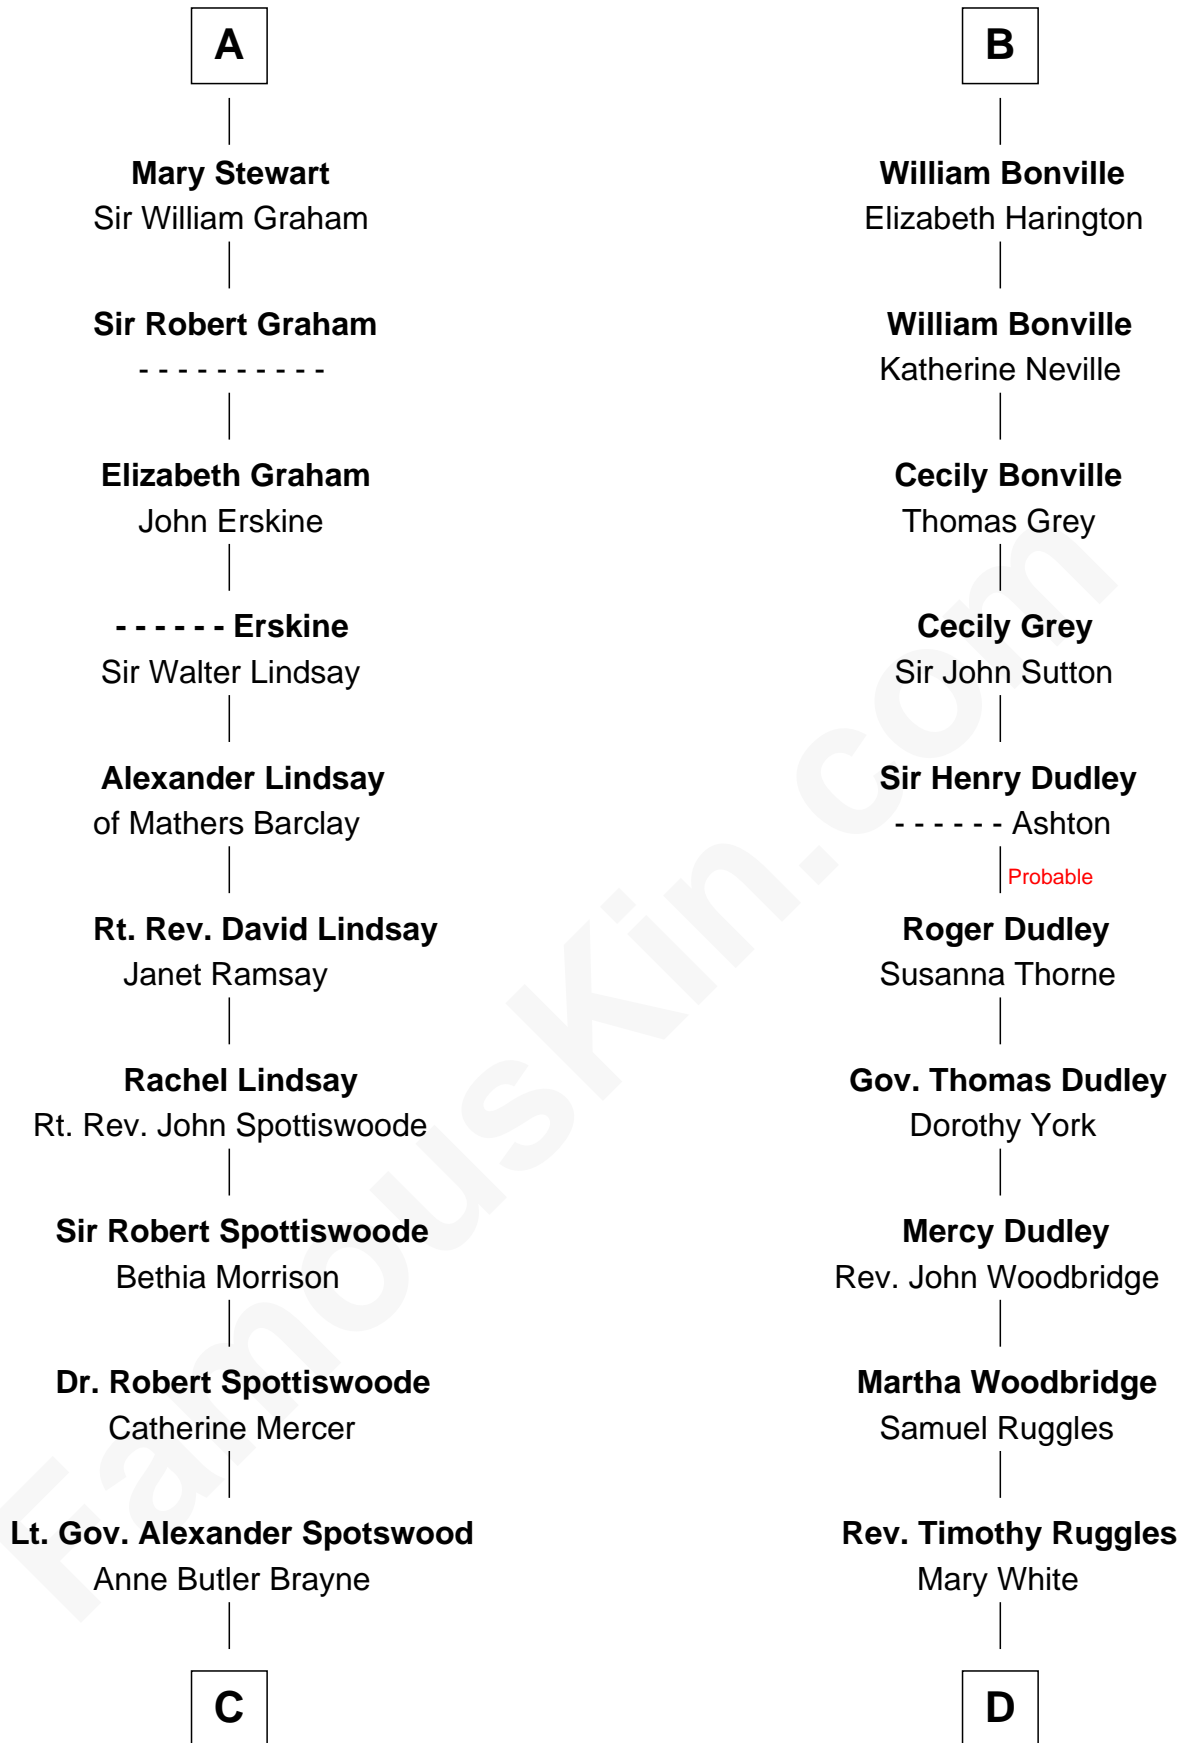 A
Mary Stewart
Sir William Graham
Sir Robert Graham
- - - - - - - - - -
Elizabeth Graham
John Erskine
- - - - - - Erskine
Sir Walter Lindsay
Alexander Lindsay
of Mathers Barclay
Rt. Rev. David Lindsay
Janet Ramsay
Rachel Lindsay
Rt. Rev. John Spottiswoode
Sir Robert Spottiswoode
Bethia Morrison
Dr. Robert Spottiswoode
Catherine Mercer
Lt. Gov. Alexander Spotswood
Anne Butler Brayne
C
B
William Bonville
Elizabeth Harington
William Bonville
Katherine Neville
Cecily Bonville
Thomas Grey
Cecily Grey
Sir John Sutton
Sir Henry Dudley
- - - - - - Ashton
Probable
Roger Dudley
Susanna Thorne
Gov. Thomas Dudley
Dorothy York
Mercy Dudley
Rev. John Woodbridge
Martha Woodbridge
Samuel Ruggles
Rev. Timothy Ruggles
Mary White
D
FamousKin.com